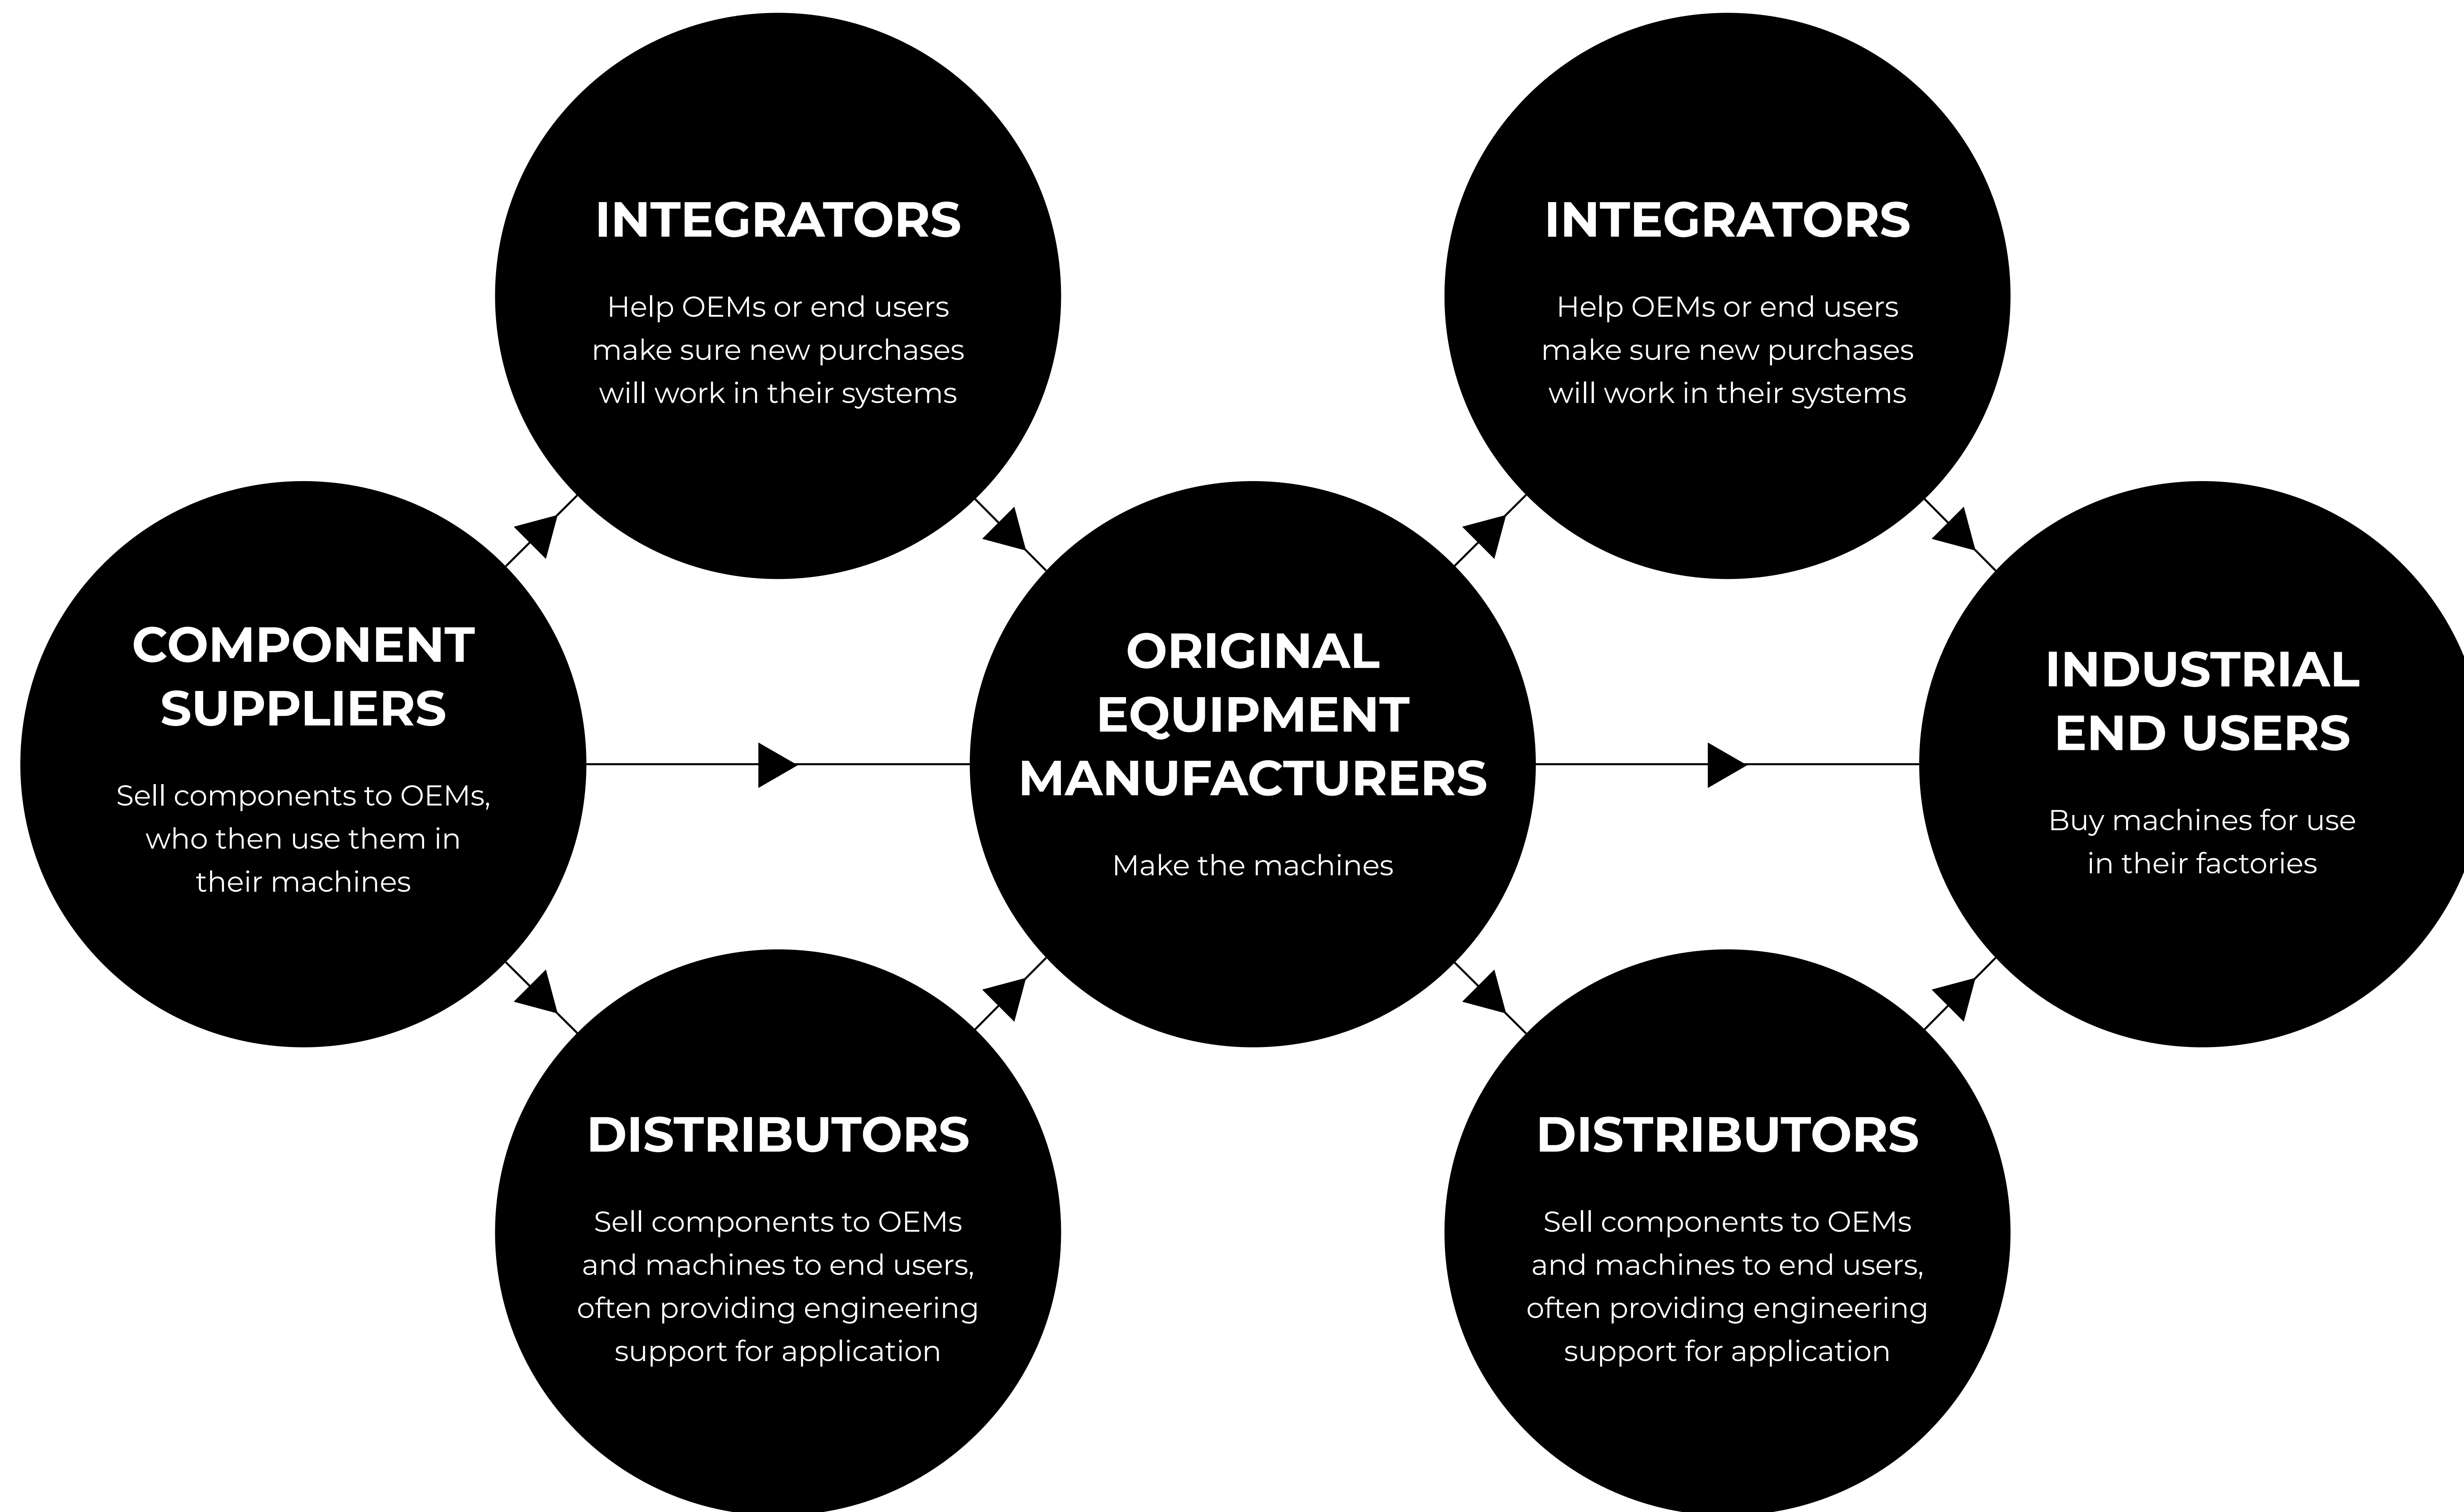 INTEGRATORS
Help OEMs or end users
make sure new purchases
will work in their systems
INTEGRATORS
Help OEMs or end users
make sure new purchases
will work in their systems
COMPONENT
SUPPLIERS
Sell components to OEMs,
who then use them in
their machines
ORIGINAL
EQUIPMENT
MANUFACTURERS
Make the machines
INDUSTRIAL
END USERS
Buy machines for use
in their factories
DISTRIBUTORS
Sell components to OEMs
and machines to end users,
often providing engineering
support for application
DISTRIBUTORS
Sell components to OEMs
and machines to end users,
often providing engineering
support for application